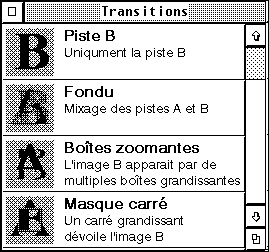 Transitions
Piste B
Uniqument la piste B
Fondu
Mixage des pistes A et B
Boîtes zoomantes
L'image B apparait par de
multiples boîtes grandissantes
Masque carré
Un carré grandissant
dévoile l'image B